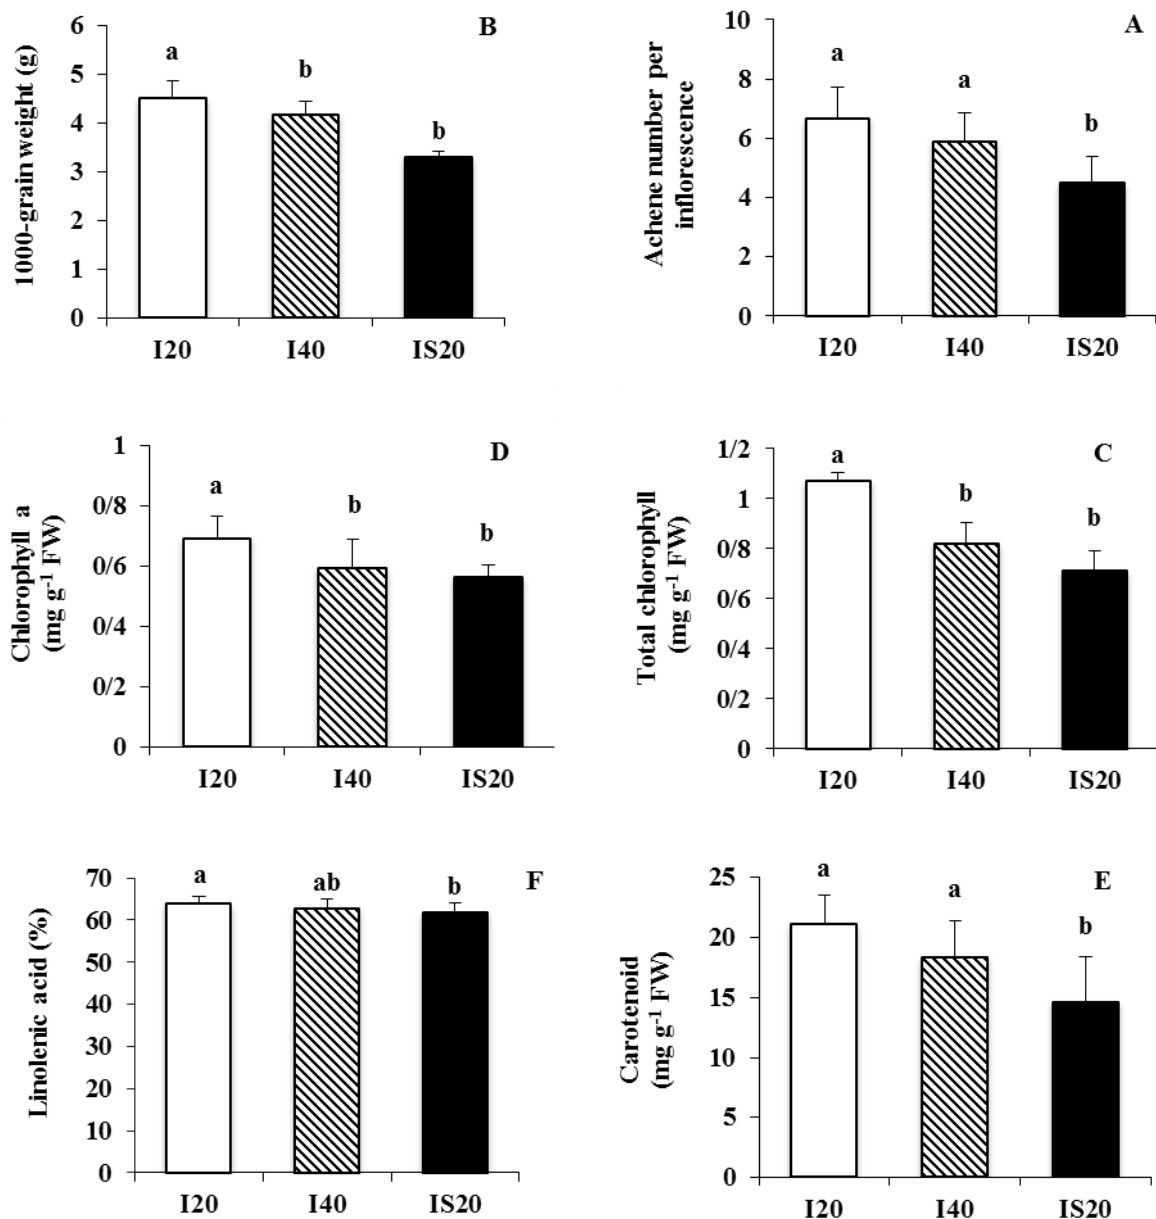 B
1000-grain weight (g)
6
5
4
3
2
1
0
a
b
b
I20
I40
IS20
A
Achene number per
inflorescence
10
8
6
4
2
0
a
a
b
I20
I40
IS20
D
Chlorophyll a
(mg g-1 FW)
1
0/8
0/6
0/4
0/2
0
a
b
b
I20
I40
IS20
C
Total chlorophyll
(mg g-1 FW)
1/2
1
0/8
0/6
0/4
0/2
0
a
b
b
I20
I40
IS20
F
Linolenic acid (%)
70
60
50
40
30
20
10
0
a
ab
b
I20
I40
IS20
E
Carotenoid
(mg g-1 FW)
25
20
15
10
5
0
a
a
b
I20
I40
IS20